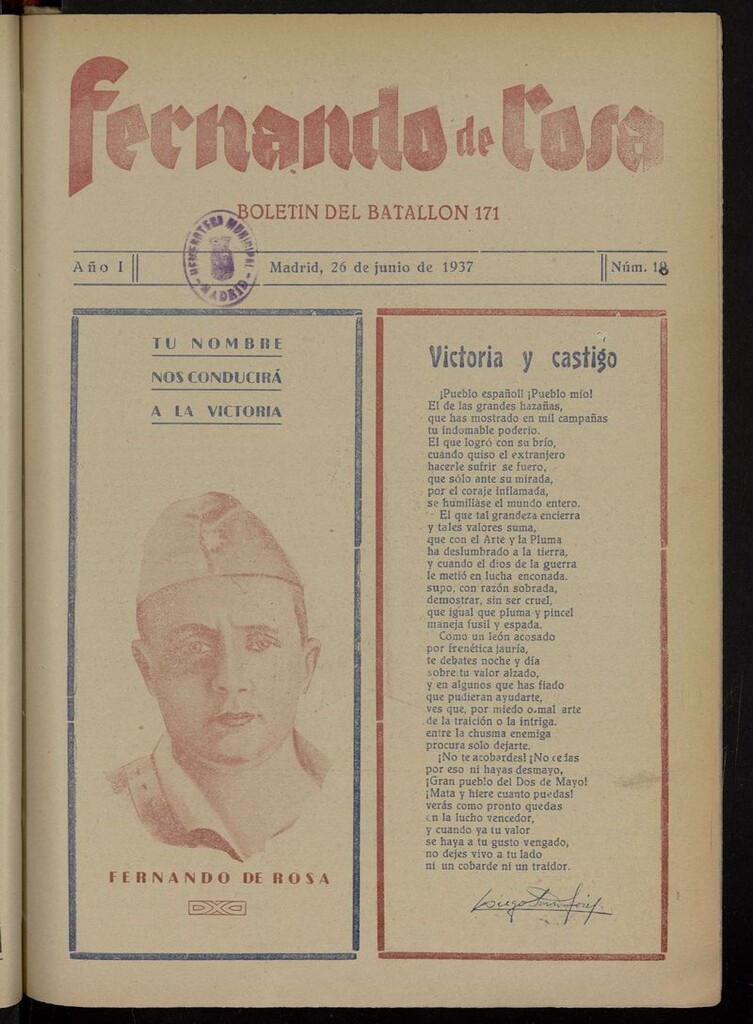 Fernando de Rosa
BOLETIN DEL BATALLON 171
HEMEROTECA MUNICIPAL
MADRID
Año I
Madrid, 26 de junio de 1937
Núm. 18
TU NOMBRE
NOS CONDUCIRÁ
A LA VICTORIA
FERNANDO DE ROSA
Victoria y castigo
¡Pueblo español! ¡Pueblo mío!
El de las grandes hazañas,
que has mostrado en mil campañas
tu indomable poderío.
El que logró con su brío,
cuando quiso el extranjero
hacerle sufrir se fuero,
que sólo ante su mirada,
por el coraje inflamada,
se humillase el mundo entero.
El que tal grandeza encierra
y tales valores suma,
que con el Arte y la Pluma
ha deslumbrado a la tierra,
y cuando el dios de la guerra
le metió en lucha enconada.
supo, con razón sobrada,
demostrar, sin ser cruel,
que igual que pluma y pincel
maneja fusil y espada.
Como un león acosado
por frenética jauría,
te debates noche y día
sobre tu valor alzado,
y en algunos que has fiado
que pudieran ayudarte,
ves que, por miedo o mal arte
de la traición o la intriga.
entre la chusma enemiga
procura sólo dejarte.
¡No te acobardes! ¡No cedas
por eso ni hayas desmayo,
¡Gran pueblo del Dos de Mayo!
¡Mata y hiere cuanto puedas!
verás como pronto quedas
en la lucho vencedor,
y cuando ya tu valor
se haya a tu gusto vengado,
no dejes vivo a tu lado
ni un cobarde ni un traidor.